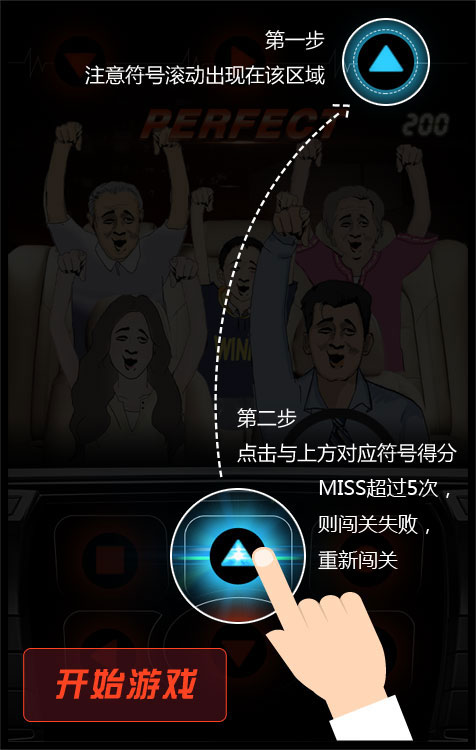 第一步
注意符号滚动出现在该区域
PERFECT
200
WINN
第二步
点击与上方对应符号得分
MISS超过5次，
则闯关失败，
重新闯关
开始游戏